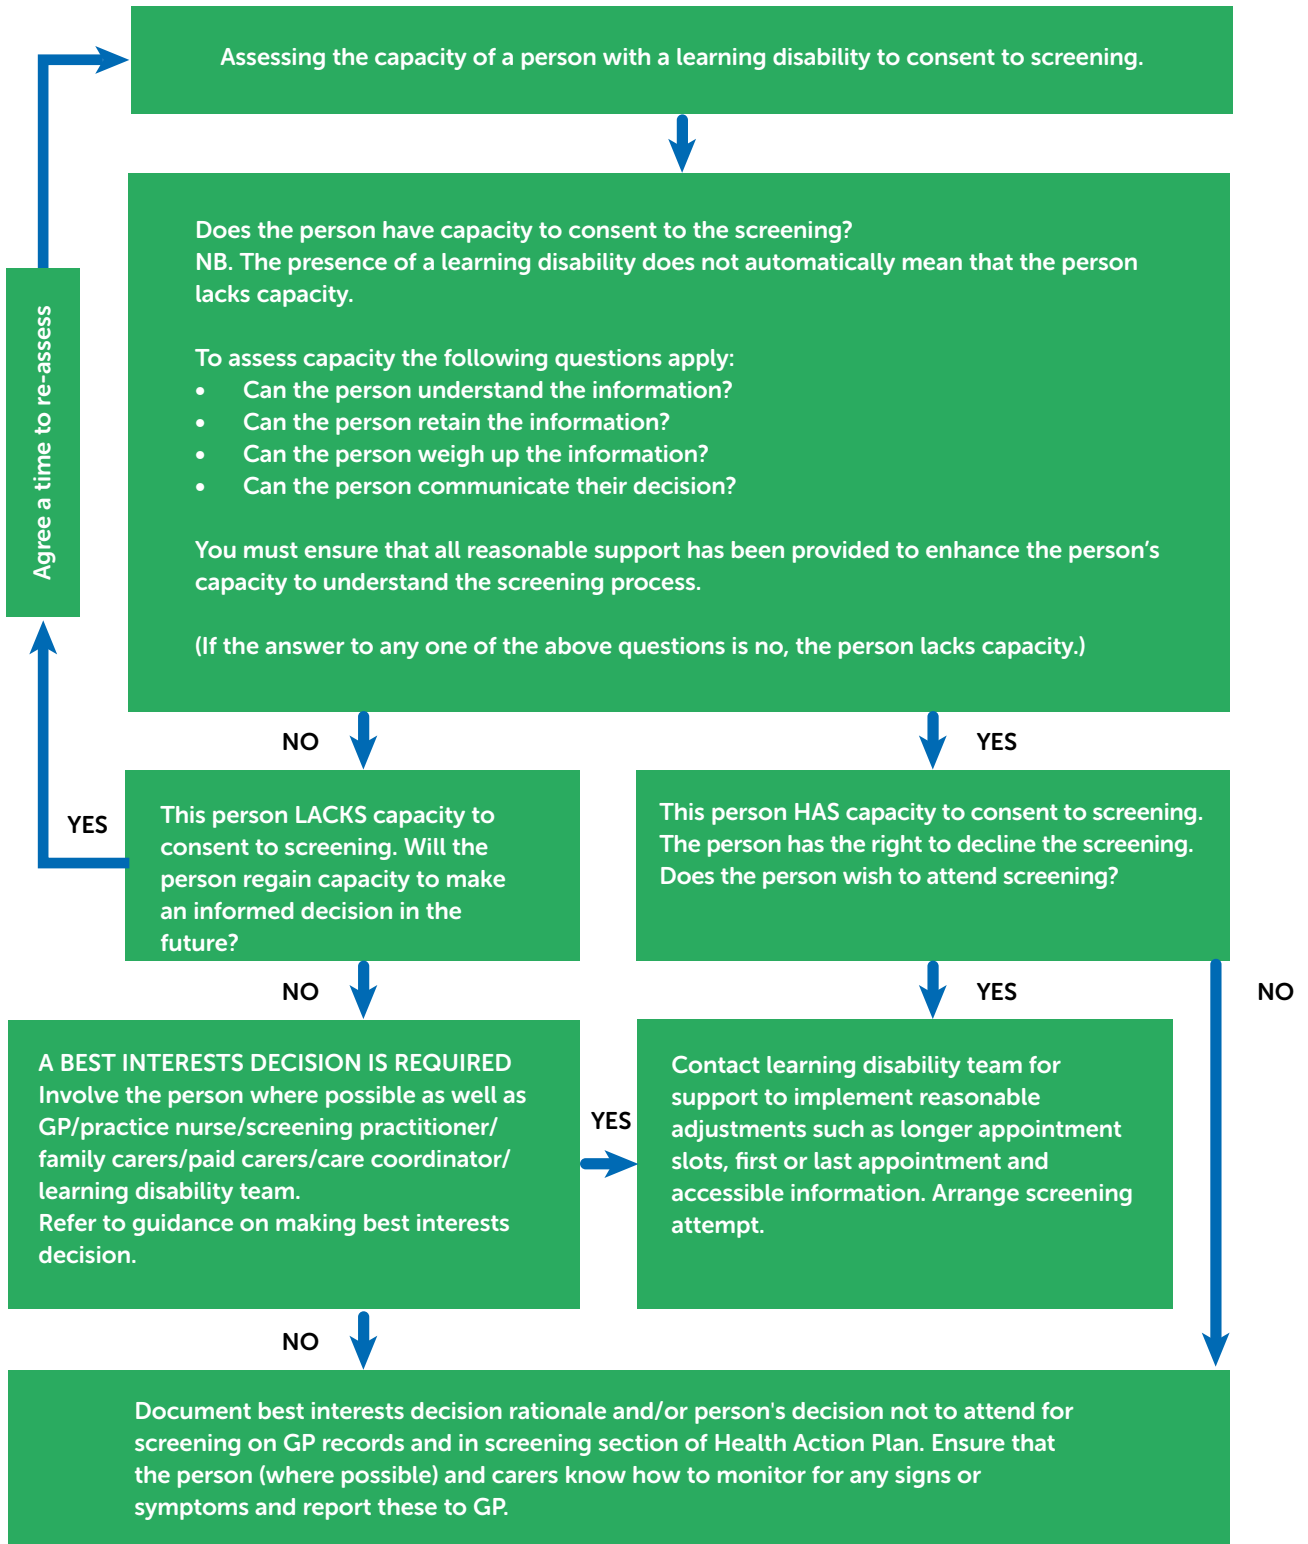 Assessing the capacity of a person with a learning disability to consent to screening.
Does the person have capacity to consent to the screening?
NB. The presence of a learning disability does not automatically mean that the person
lacks capacity.
To assess capacity the following questions apply:
• Can the person understand the information?
• Can the person retain the information?
• Can the person weigh up the information?
• Can the person communicate their decision?
You must ensure that all reasonable support has been provided to enhance the person’s
capacity to understand the screening process.
(If the answer to any one of the above questions is no, the person lacks capacity.)
Agree a time to re-assess
NO
YES
YES
This person LACKS capacity to
consent to screening. Will the
person regain capacity to make
an informed decision in the
future?
This person HAS capacity to consent to screening.
The person has the right to decline the screening.
Does the person wish to attend screening?
NO
YES
NO
A BEST INTERESTS DECISION IS REQUIRED
Involve the person where possible as well as
GP/practice nurse/screening practitioner/
family carers/paid carers/care coordinator/
learning disability team.
Refer to guidance on making best interests
decision.
YES
Contact learning disability team for
support to implement reasonable
adjustments such as longer appointment
slots, first or last appointment and
accessible information. Arrange screening
attempt.
NO
Document best interests decision rationale and/or person's decision not to attend for
screening on GP records and in screening section of Health Action Plan. Ensure that
the person (where possible) and carers know how to monitor for any signs or
symptoms and report these to GP.